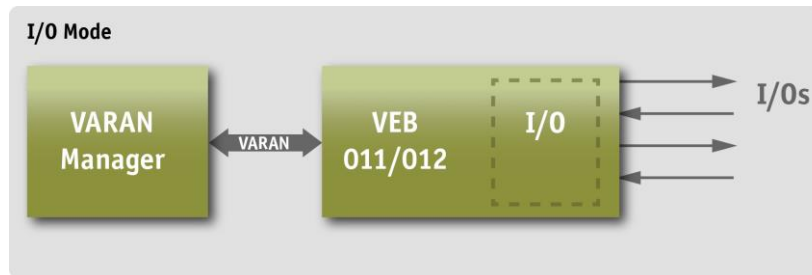 I/O Mode
VARAN
Manager
VARAN
VEB
011/012
I/O
I/Os